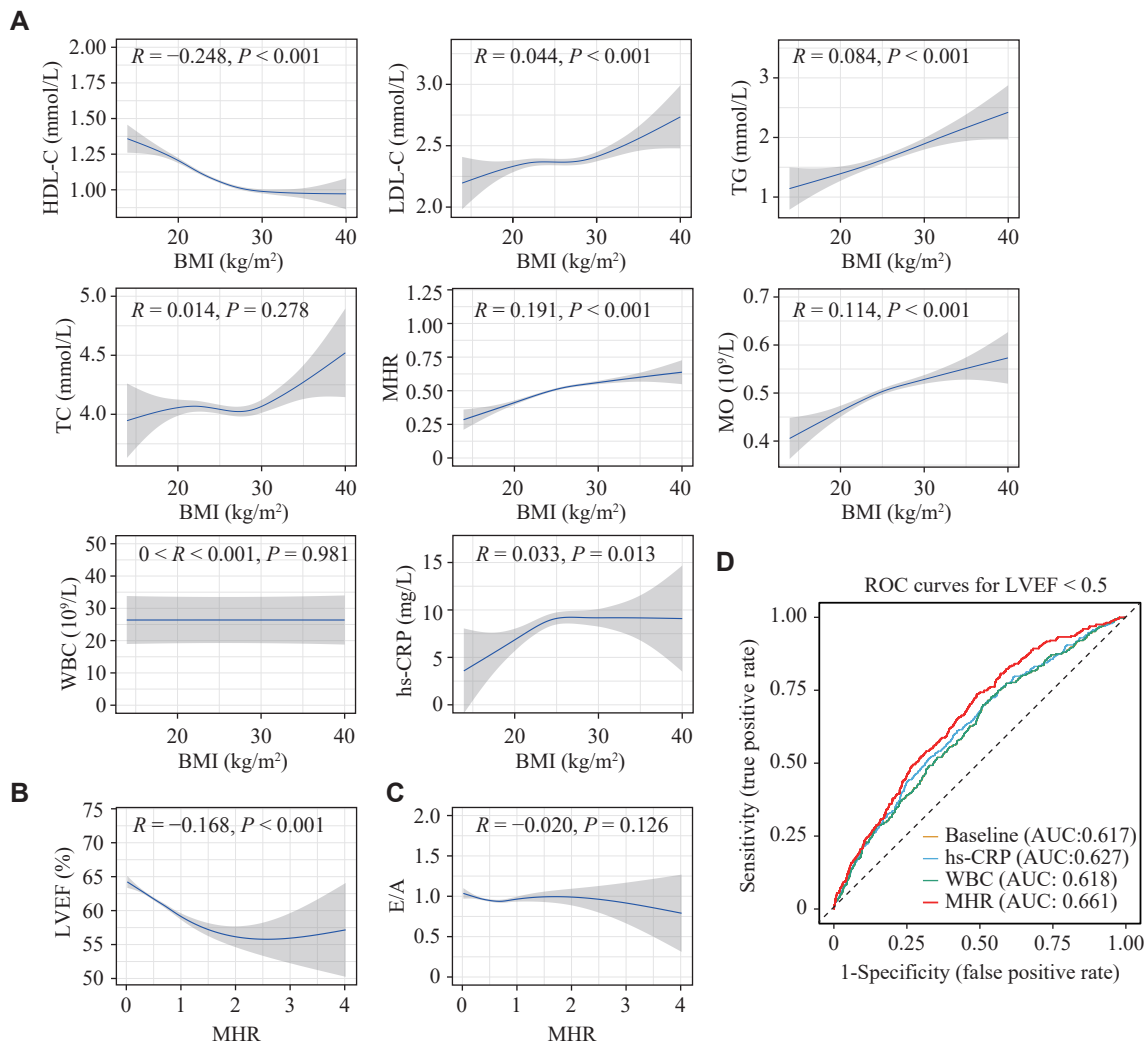 A
R = −0.248, P < 0.001
HDL-C (mmol/L)
2.00
1.75
1.50
1.25
1.00
20 30 40
BMI (kg/m²)
R = 0.044, P < 0.001
LDL-C (mmol/L)
3.0
2.5
2.0
20 30 40
BMI (kg/m²)
R = 0.084, P < 0.001
TG (mmol/L)
3
2
1
20 30 40
BMI (kg/m²)
R = 0.014, P = 0.278
TC (mmol/L)
5.0
4.5
4.0
20 30 40
BMI (kg/m²)
R = 0.191, P < 0.001
MHR
1.25
1.00
0.75
0.50
0.25
0
20 30 40
BMI (kg/m²)
R = 0.114, P < 0.001
MO (10⁹/L)
0.7
0.6
0.5
0.4
20 30 40
BMI (kg/m²)
0 < R < 0.001, P = 0.981
WBC (10⁹/L)
50
40
30
20
10
0
20 30 40
BMI (kg/m²)
R = 0.033, P = 0.013
hs-CRP (mg/L)
15
10
5
0
20 30 40
BMI (kg/m²)
B
R = −0.168, P < 0.001
LVEF (%)
75
70
65
60
55
50
0 1 2 3 4
MHR
C
R = −0.020, P = 0.126
E/A
2.0
1.5
1.0
0.5
0
0 1 2 3 4
MHR
D
ROC curves for LVEF < 0.5
Sensitivity (true positive rate)
1.00
0.75
0.50
0.25
0
Baseline (AUC:0.617)
hs-CRP (AUC:0.627)
WBC (AUC: 0.618)
MHR (AUC: 0.661)
0 0.25 0.50 0.75 1.00
1-Specificity (false positive rate)